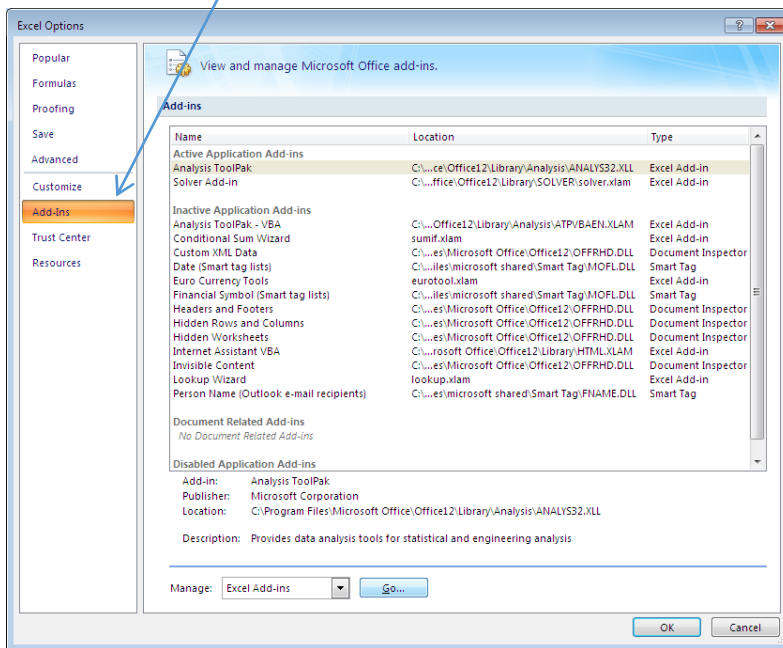 Excel Options
Popular
Formulas
Proofing
Save
Advanced
Customize
Add-Ins
Trust Center
Resources
View and manage Microsoft Office add-ins.
Add-ins
Name Location Type
Active Application Add-ins
Analysis ToolPak C:\...ce\Office12\Library\Analysis\ANALYS32.XLL Excel Add-in
Solver Add-in C:\...ffice\Office12\Library\SOLVER\solver.xlam Excel Add-in
Inactive Application Add-ins
Analysis ToolPak - VBA C:\...Office12\Library\Analysis\ATPVBAEN.XLAM Excel Add-in
Conditional Sum Wizard sumif.xlam Excel Add-in
Custom XML Data C:\...es\Microsoft Office\Office12\OFFRHD.DLL Document Inspector
Date (Smart tag lists) C:\...iles\microsoft shared\Smart Tag\MOFL.DLL Smart Tag
Euro Currency Tools eurotool.xlam Excel Add-in
Financial Symbol (Smart tag lists) C:\...iles\microsoft shared\Smart Tag\MOFL.DLL Smart Tag
Headers and Footers C:\...es\Microsoft Office\Office12\OFFRHD.DLL Document Inspector
Hidden Rows and Columns C:\...es\Microsoft Office\Office12\OFFRHD.DLL Document Inspector
Hidden Worksheets C:\...es\Microsoft Office\Office12\OFFRHD.DLL Document Inspector
Internet Assistant VBA C:\...rosoft Office\Office12\Library\HTML.XLAM Excel Add-in
Invisible Content C:\...es\Microsoft Office\Office12\OFFRHD.DLL Document Inspector
Lookup Wizard lookup.xlam Excel Add-in
Person Name (Outlook e-mail recipients) C:\...es\microsoft shared\Smart Tag\FNAME.DLL Smart Tag
Document Related Add-ins
No Document Related Add-ins
Disabled Application Add-ins
Add-in: Analysis ToolPak
Publisher: Microsoft Corporation
Location: C:\Program Files\Microsoft Office\Office12\Library\Analysis\ANALYS32.XLL
Description: Provides data analysis tools for statistical and engineering analysis
Manage: Excel Add-ins Go...
OK Cancel